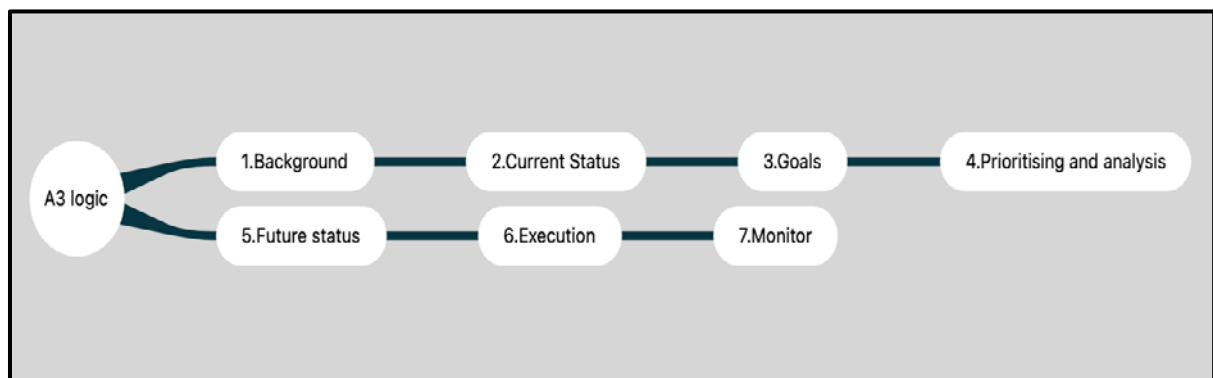 A3 logic
1.Background
2.Current Status
3.Goals
4.Prioritising and analysis
5.Future status
6.Execution
7.Monitor